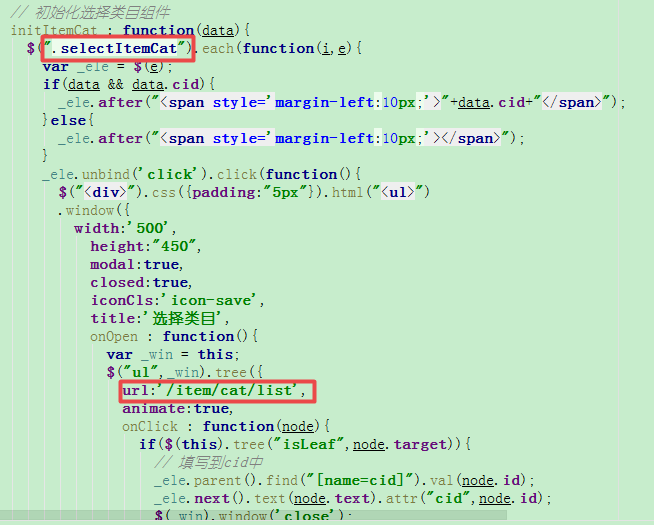 // 初始化选择类目组件
initItemCat : function(data){
$(".selectItemCat").each(function(i,e){
var _ele = $(e);
if(data && data.cid){
_ele.after("<span style='margin-left:10px;'>"+data.cid+"</span>");
}else{
_ele.after("<span style='margin-left:10px;'></span>");
}
_ele.unbind('click').click(function(){
$("<div>").css({padding:"5px"}).html("<ul>")
.window({
width:'500',
height:"450",
modal:true,
closed:true,
iconCls:'icon-save',
title:'选择类目',
onOpen : function(){
var _win = this;
$("ul",_win).tree({
url:'/item/cat/list',
animate:true,
onClick : function(node){
if($(this).tree("isLeaf",node.target)){
// 填写到cid中
_ele.parent().find("[name=cid]").val(node.id);
_ele.next().text(node.text).attr("cid",node.id);
$(_win).window('close');